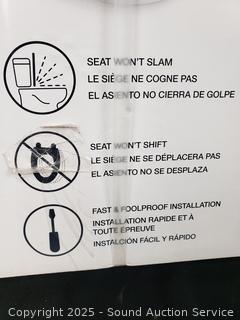 SEAT WON'T SLAM
LE SIÈGE NE COGNE PAS
EL ASIENTO NO CIERRA DE GOLPE
SEAT WON'T SHIFT
LE SIÈGE NE SE DÉPLACERA PAS
EL ASIENTO NO SE DESPLAZA
FAST & FOOLPROOF INSTALLATION
INSTALLATION RAPIDE ET À
TOUTE ÉPREUVE
INSTALCIÓN FÁCIL Y RÁPIDO
Copyright 2025 - Sound Auction Service